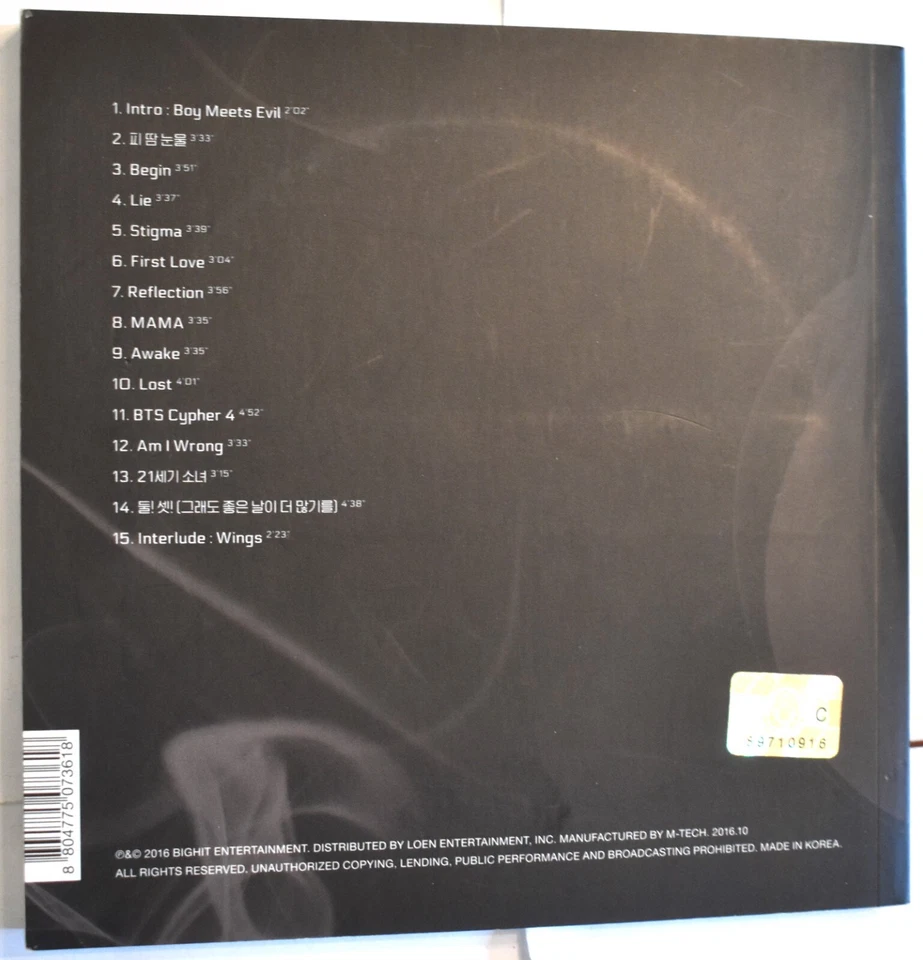 1. Intro : Boy Meets Evil 2'02"
2. 피 땀 눈물 3'33"
3. Begin 3'51"
4. Lie 3'37"
5. Stigma 3'39"
6. First Love 3'04"
7. Reflection 3'56"
8. MAMA 3'35"
9. Awake 3'35"
10. Lost 4'01"
11. BTS Cypher 4 4'52"
12. Am I Wrong 3'33"
13. 21세기 소녀 3'15"
14. 둘! 셋! (그래도 좋은 날이 더 많기를) 4'38"
15. Interlude : Wings 2'23"
C
69710916
8 804775 073618
℗&© 2016 BIGHIT ENTERTAINMENT. DISTRIBUTED BY LOEN ENTERTAINMENT, INC. MANUFACTURED BY M-TECH. 2016.10
ALL RIGHTS RESERVED. UNAUTHORIZED COPYING, LENDING, PUBLIC PERFORMANCE AND BROADCASTING PROHIBITED. MADE IN KOREA.